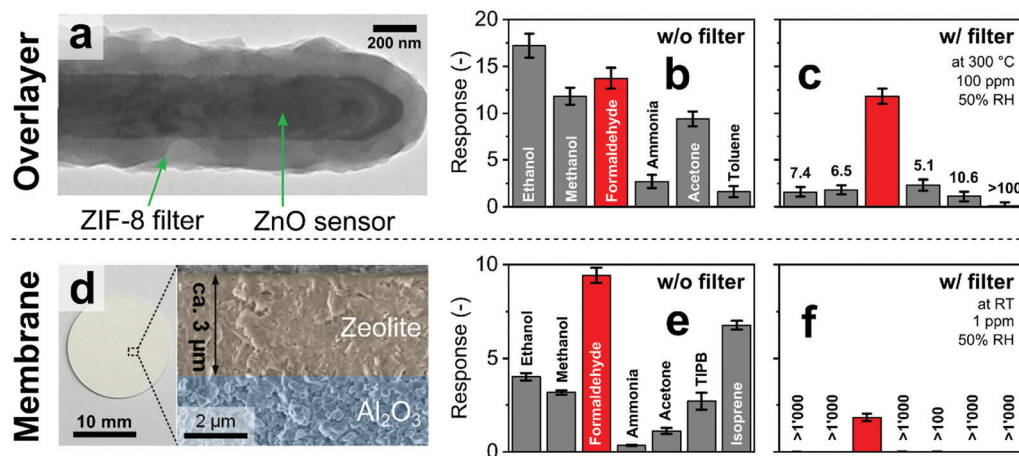 Overlayer
a
200 nm
ZIF-8 filter
ZnO sensor
Response (-)
20
15
10
5
0
w/o filter
b
Ethanol
Methanol
Formaldehyde
Ammonia
Acetone
Toluene
c
w/ filter
at 300 °C
100 ppm
50% RH
7.4
6.5
5.1
10.6
>100
Membrane
d
10 mm
ca. 3 µm
Zeolite
Al₂O₃
2 µm
Response (-)
10
5
0
w/o filter
e
Ethanol
Methanol
Formaldehyde
Ammonia
Acetone
TIPB
Isoprene
w/ filter
f
at RT
1 ppm
50% RH
>1'000
>1'000
>1'000
>100
>1'000
>1'000